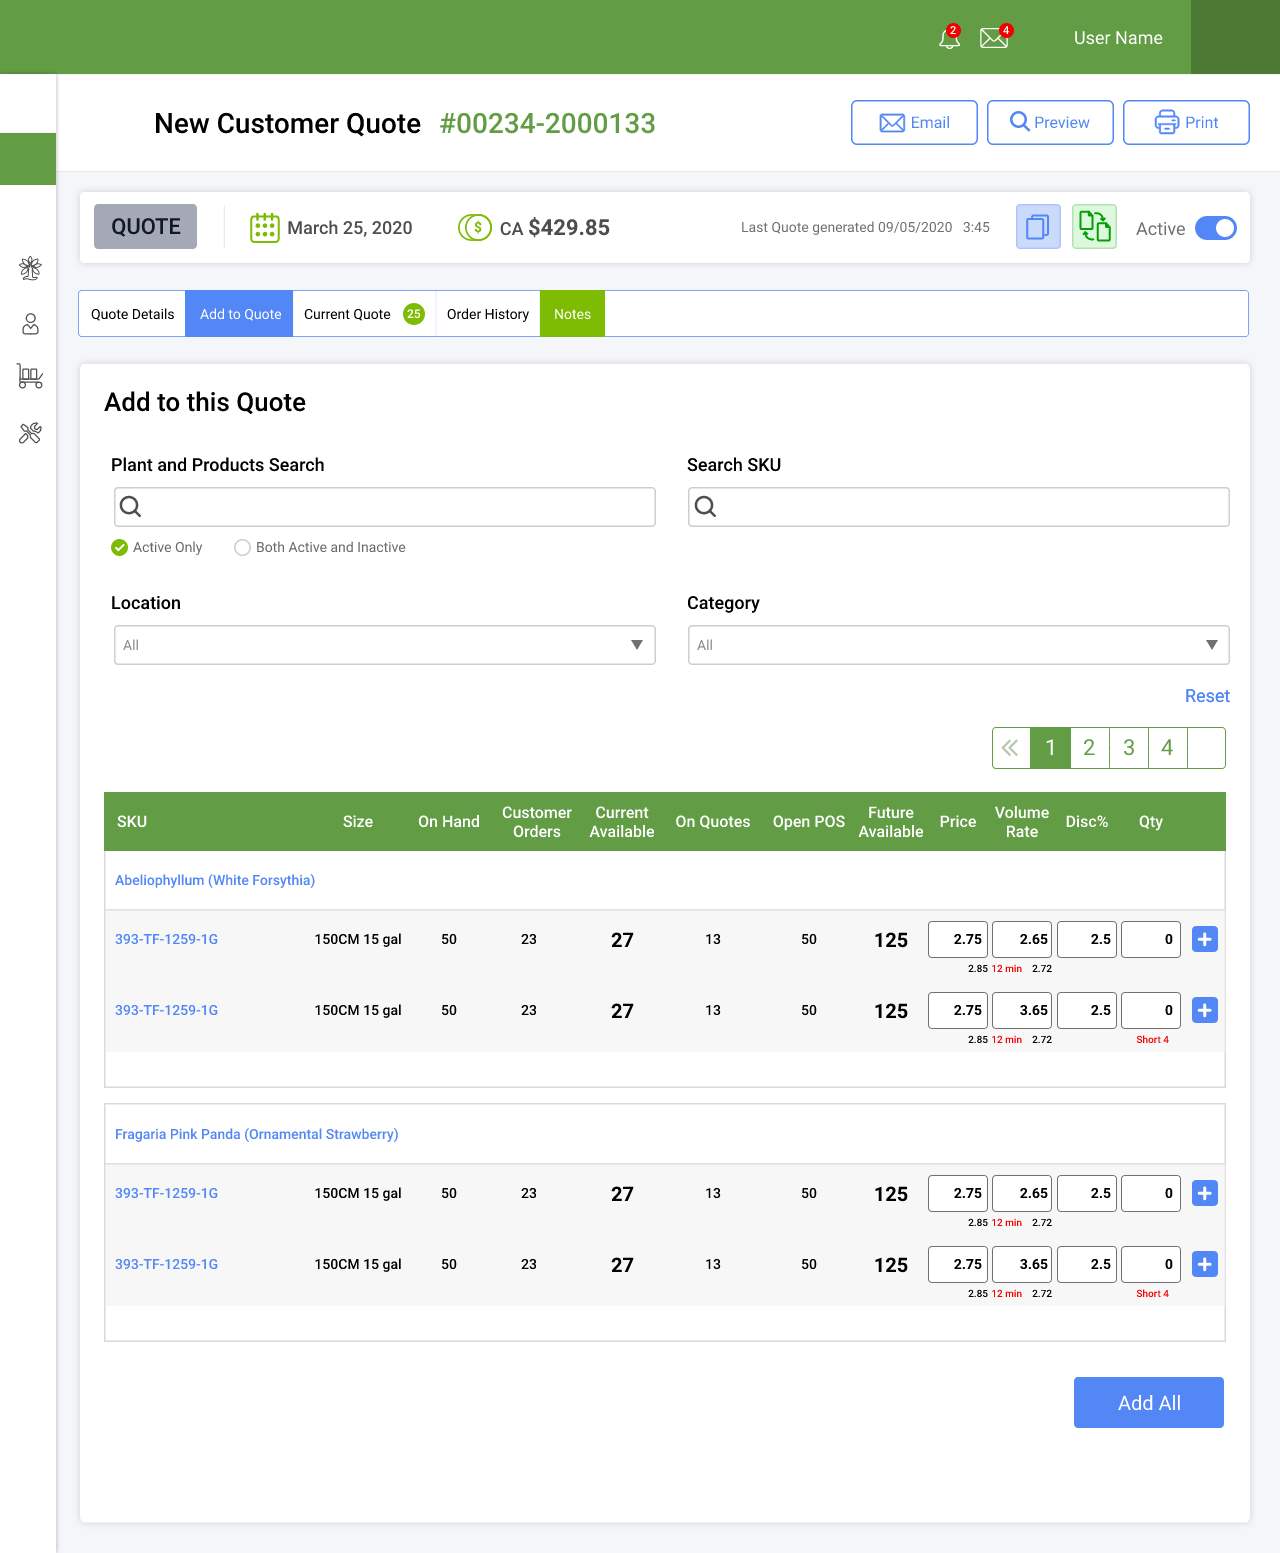 2 4 User Name
New Customer Quote #00234-2000133 Email Preview Print
QUOTE March 25, 2020 $ CA $429.85 Last Quote generated 09/05/2020 3:45 Active
Quote Details Add to Quote Current Quote 25 Order History Notes
Add to this Quote
Plant and Products Search Search SKU
Active Only Both Active and Inactive
Location Category
All All
Reset
1 2 3 4
SKU Size On Hand Customer Orders Current Available On Quotes Open POS Future Available Price Volume Rate Disc% Qty
Abeliophyllum (White Forsythia)
393-TF-1259-1G 150CM 15 gal 50 23 27 13 50 125 2.75 2.65 2.5 0
2.85 12 min 2.72
393-TF-1259-1G 150CM 15 gal 50 23 27 13 50 125 2.75 3.65 2.5 0
2.85 12 min 2.72 Short 4
Fragaria Pink Panda (Ornamental Strawberry)
393-TF-1259-1G 150CM 15 gal 50 23 27 13 50 125 2.75 2.65 2.5 0
2.85 12 min 2.72
393-TF-1259-1G 150CM 15 gal 50 23 27 13 50 125 2.75 3.65 2.5 0
2.85 12 min 2.72 Short 4
Add All